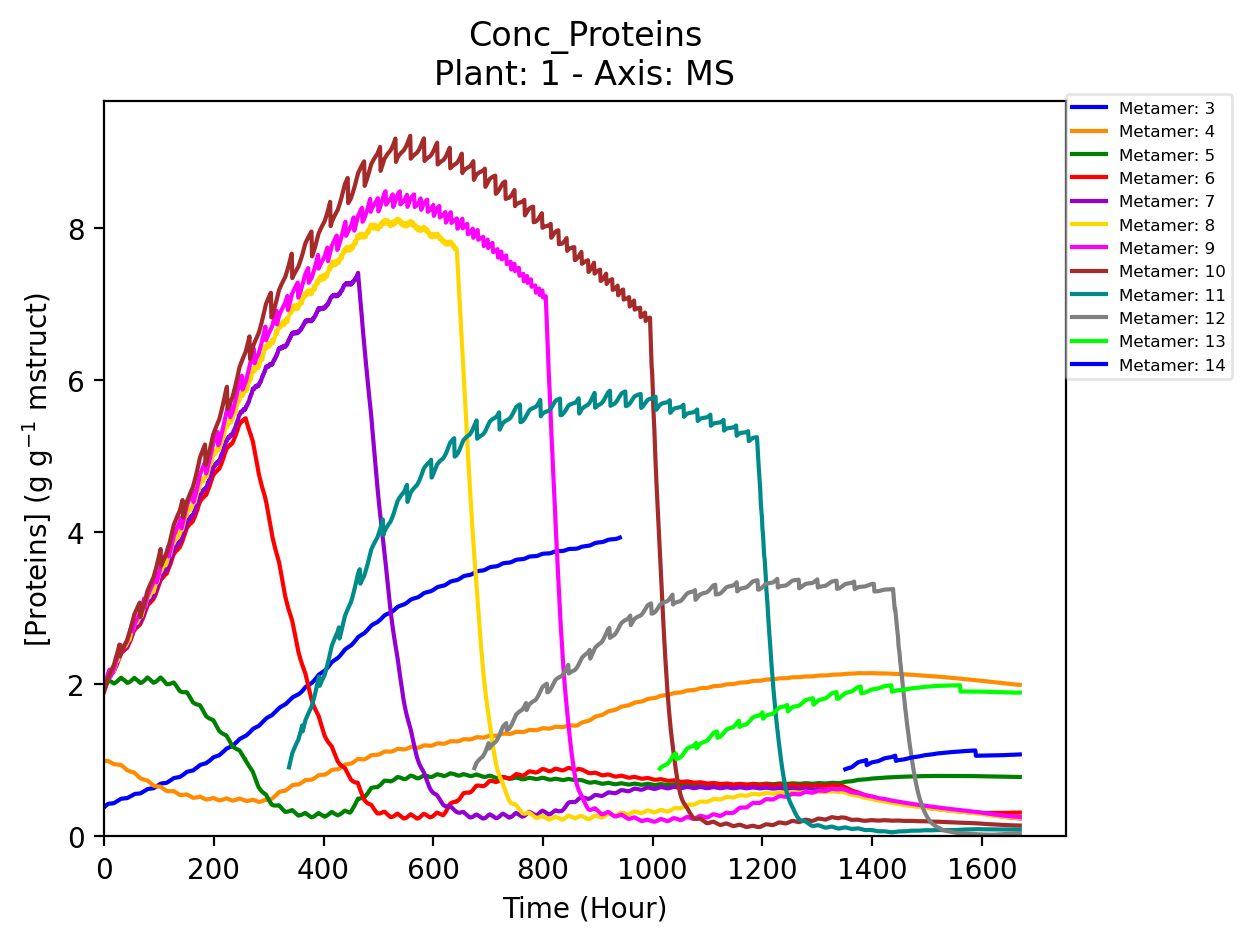 Conc_Proteins
Plant: 1 - Axis: MS
[Proteins] (g g⁻¹ mstruct)
8
6
4
2
0
0 200 400 600 800 1000 1200 1400 1600
Time (Hour)
Metamer: 3
Metamer: 4
Metamer: 5
Metamer: 6
Metamer: 7
Metamer: 8
Metamer: 9
Metamer: 10
Metamer: 11
Metamer: 12
Metamer: 13
Metamer: 14